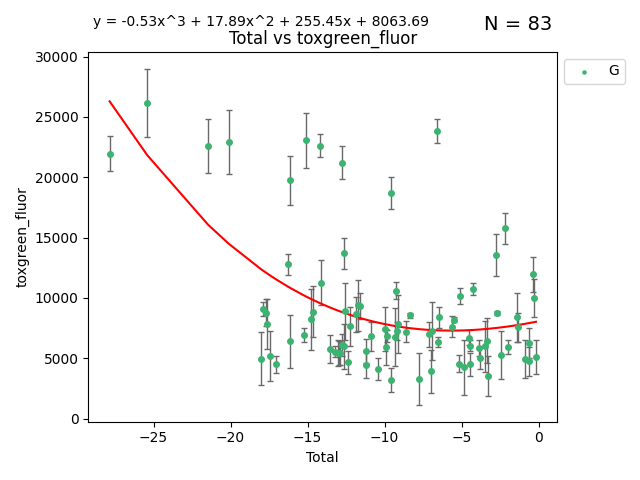 y = -0.53x^3 + 17.89x^2 + 255.45x + 8063.69
N = 83
Total vs toxgreen_fluor
G
30000
25000
20000
15000
10000
5000
0
toxgreen_fluor
−25 −20 −15 −10 −5 0
Total